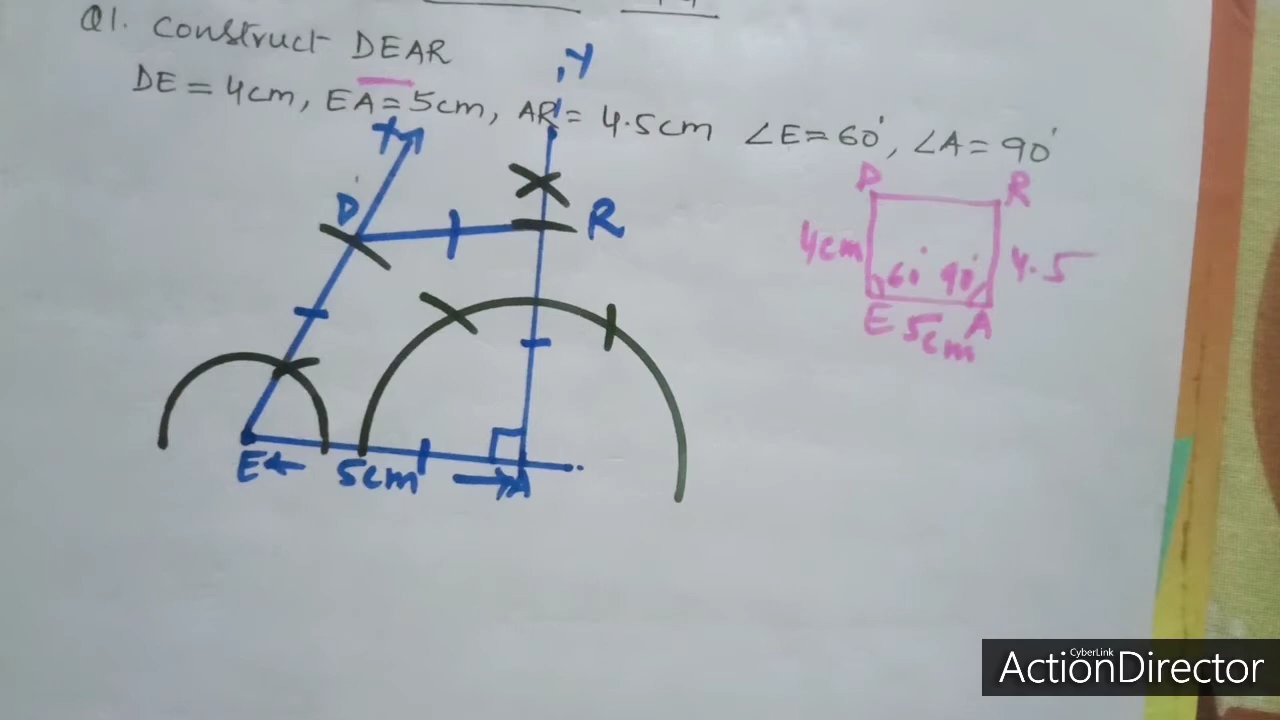 Q1. Construct DEAR
DE = 4cm, EA = 5cm, AR = 4.5cm ∠E = 60°, ∠A = 90°
Y
X
D
R
E ← 5cm → A
D R
4cm 60° 90° 4.5
E 5cm A
CyberLink
ActionDirector